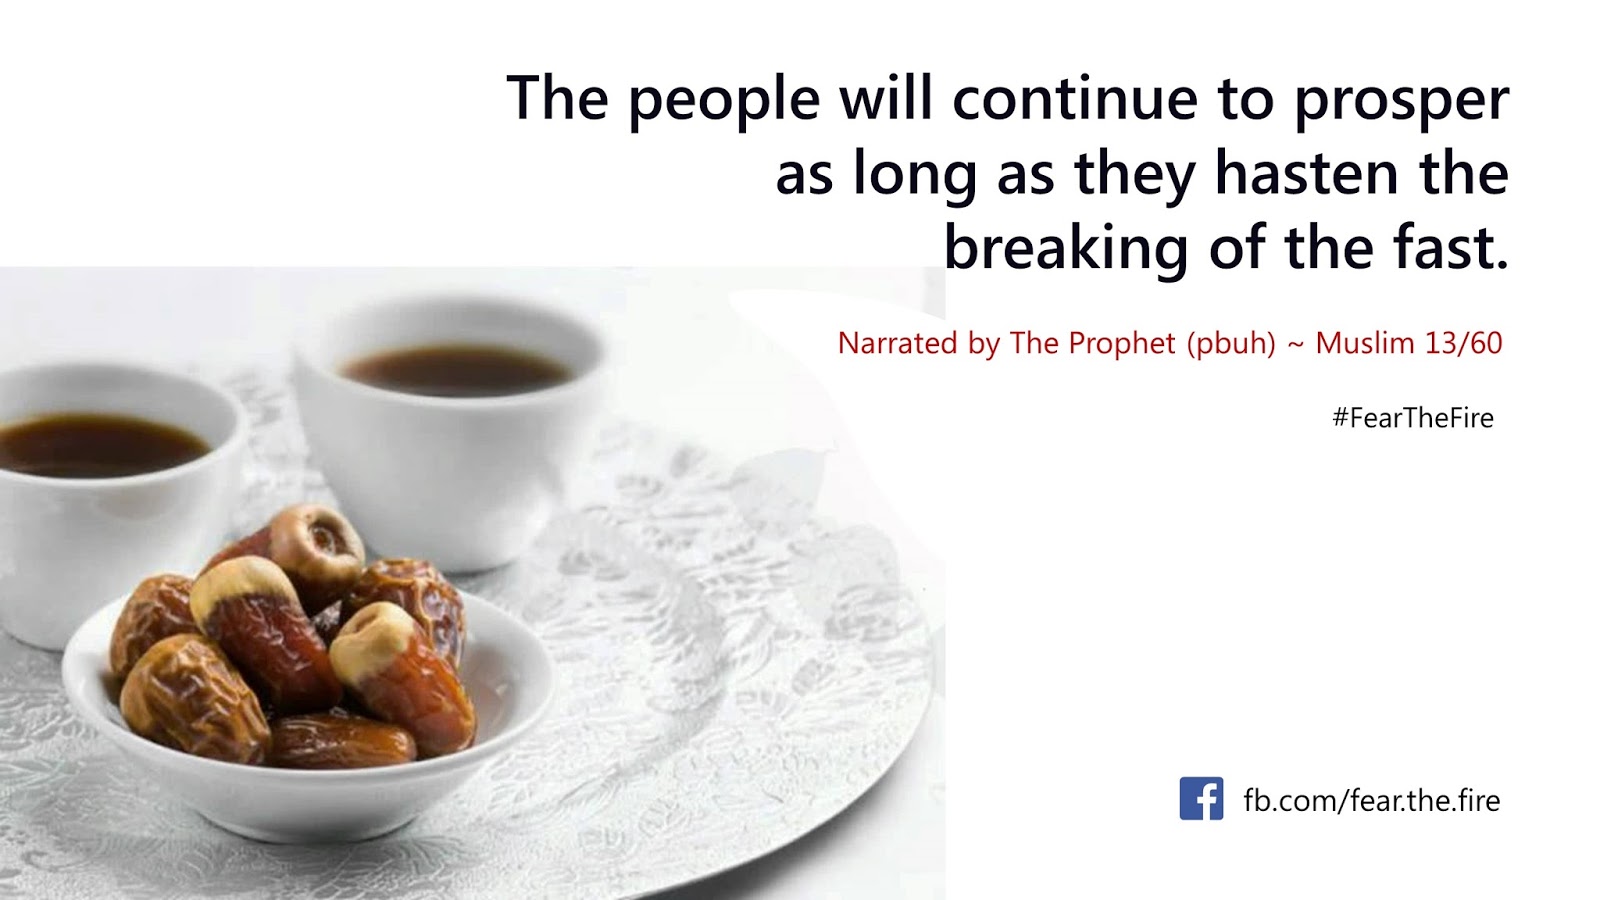 The people will continue to prosper
as long as they hasten the
breaking of the fast.
Narrated by The Prophet (pbuh) ~ Muslim 13/60
#FearTheFire
fb.com/fear.the.fire